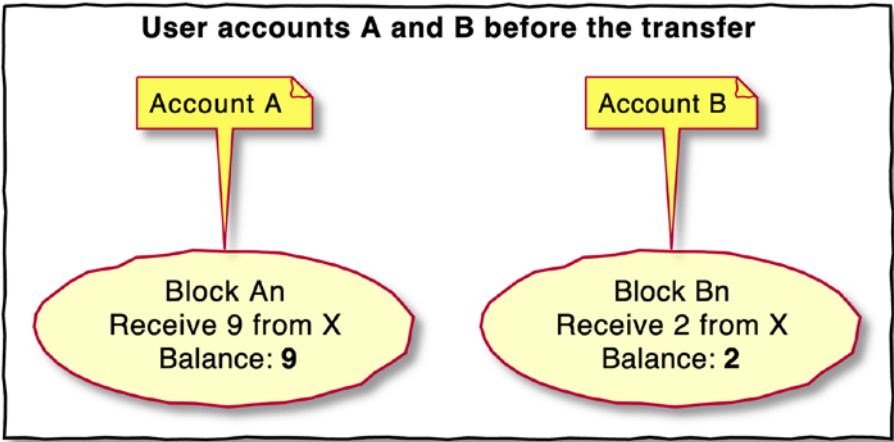 User accounts A and B before the transfer
Account A
Account B
Block An
Receive 9 from X
Balance: 9
Block Bn
Receive 2 from X
Balance: 2